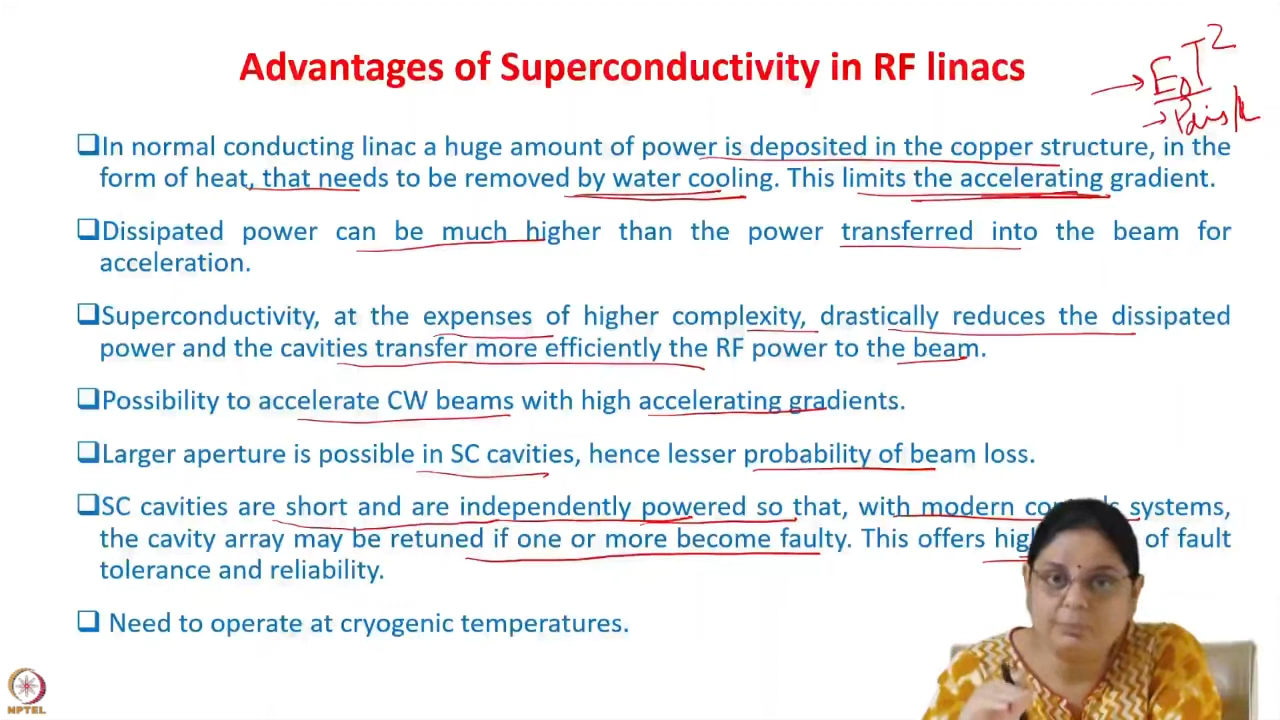 Advantages of Superconductivity in RF linacs
E₀T²
Pdis/L
In normal conducting linac a huge amount of power is deposited in the copper structure, in the
form of heat, that needs to be removed by water cooling. This limits the accelerating gradient.
Dissipated power can be much higher than the power transferred into the beam for
acceleration.
Superconductivity, at the expenses of higher complexity, drastically reduces the dissipated
power and the cavities transfer more efficiently the RF power to the beam.
Possibility to accelerate CW beams with high accelerating gradients.
Larger aperture is possible in SC cavities, hence lesser probability of beam loss.
SC cavities are short and are independently powered so that, with modern systems,
the cavity array may be retuned if one or more become faulty. This offers of fault
tolerance and reliability.
Need to operate at cryogenic temperatures.
NPTEL